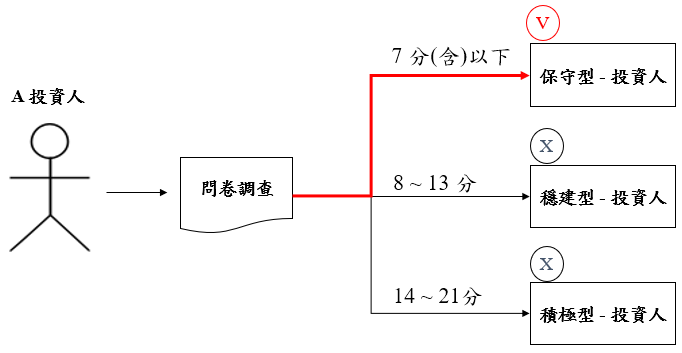 V
7 分(含)以下
保守型 - 投資人
A 投資人
X
問卷調查
8 ~ 13 分
穩建型 - 投資人
X
14 ~ 21分
積極型 - 投資人